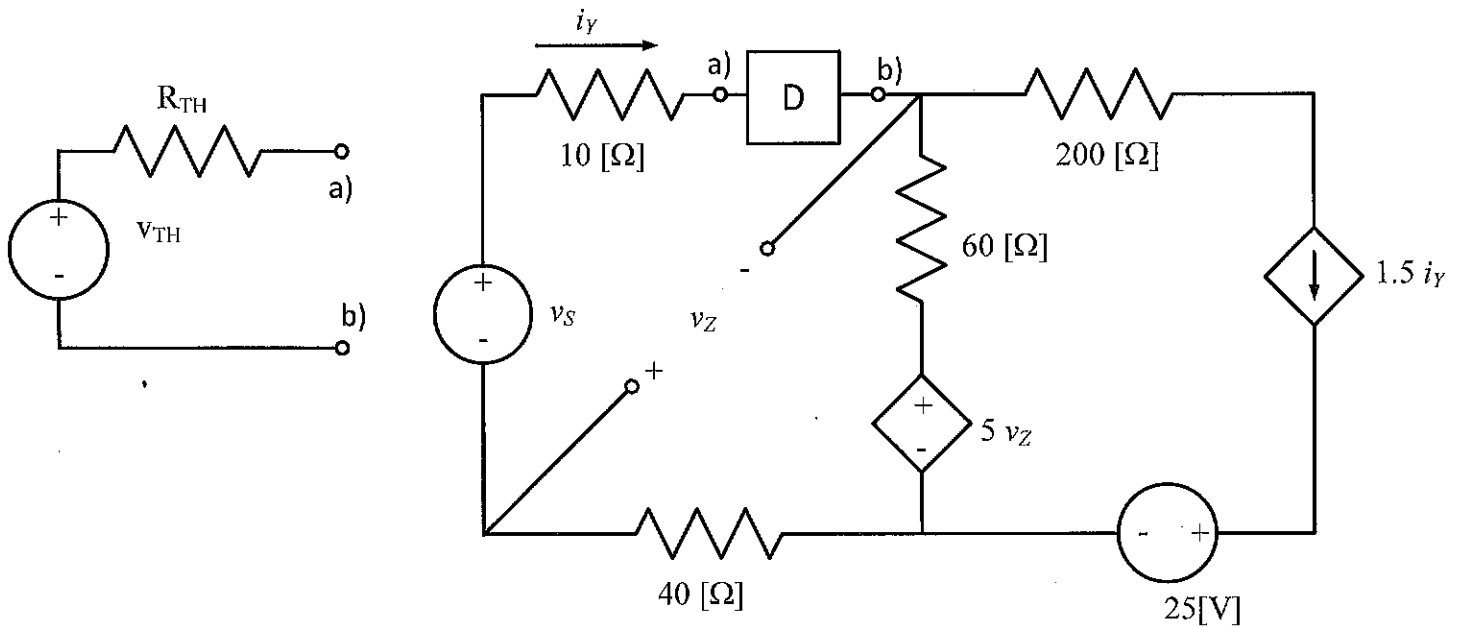 i_Y
a)
D
b)
R_TH
10 [Ω]
200 [Ω]
a)
+
v_TH
-
60 [Ω]
-
1.5 i_Y
+
v_S
-
v_Z
b)
+
+
5 v_Z
-
- +
40 [Ω]
25[V]